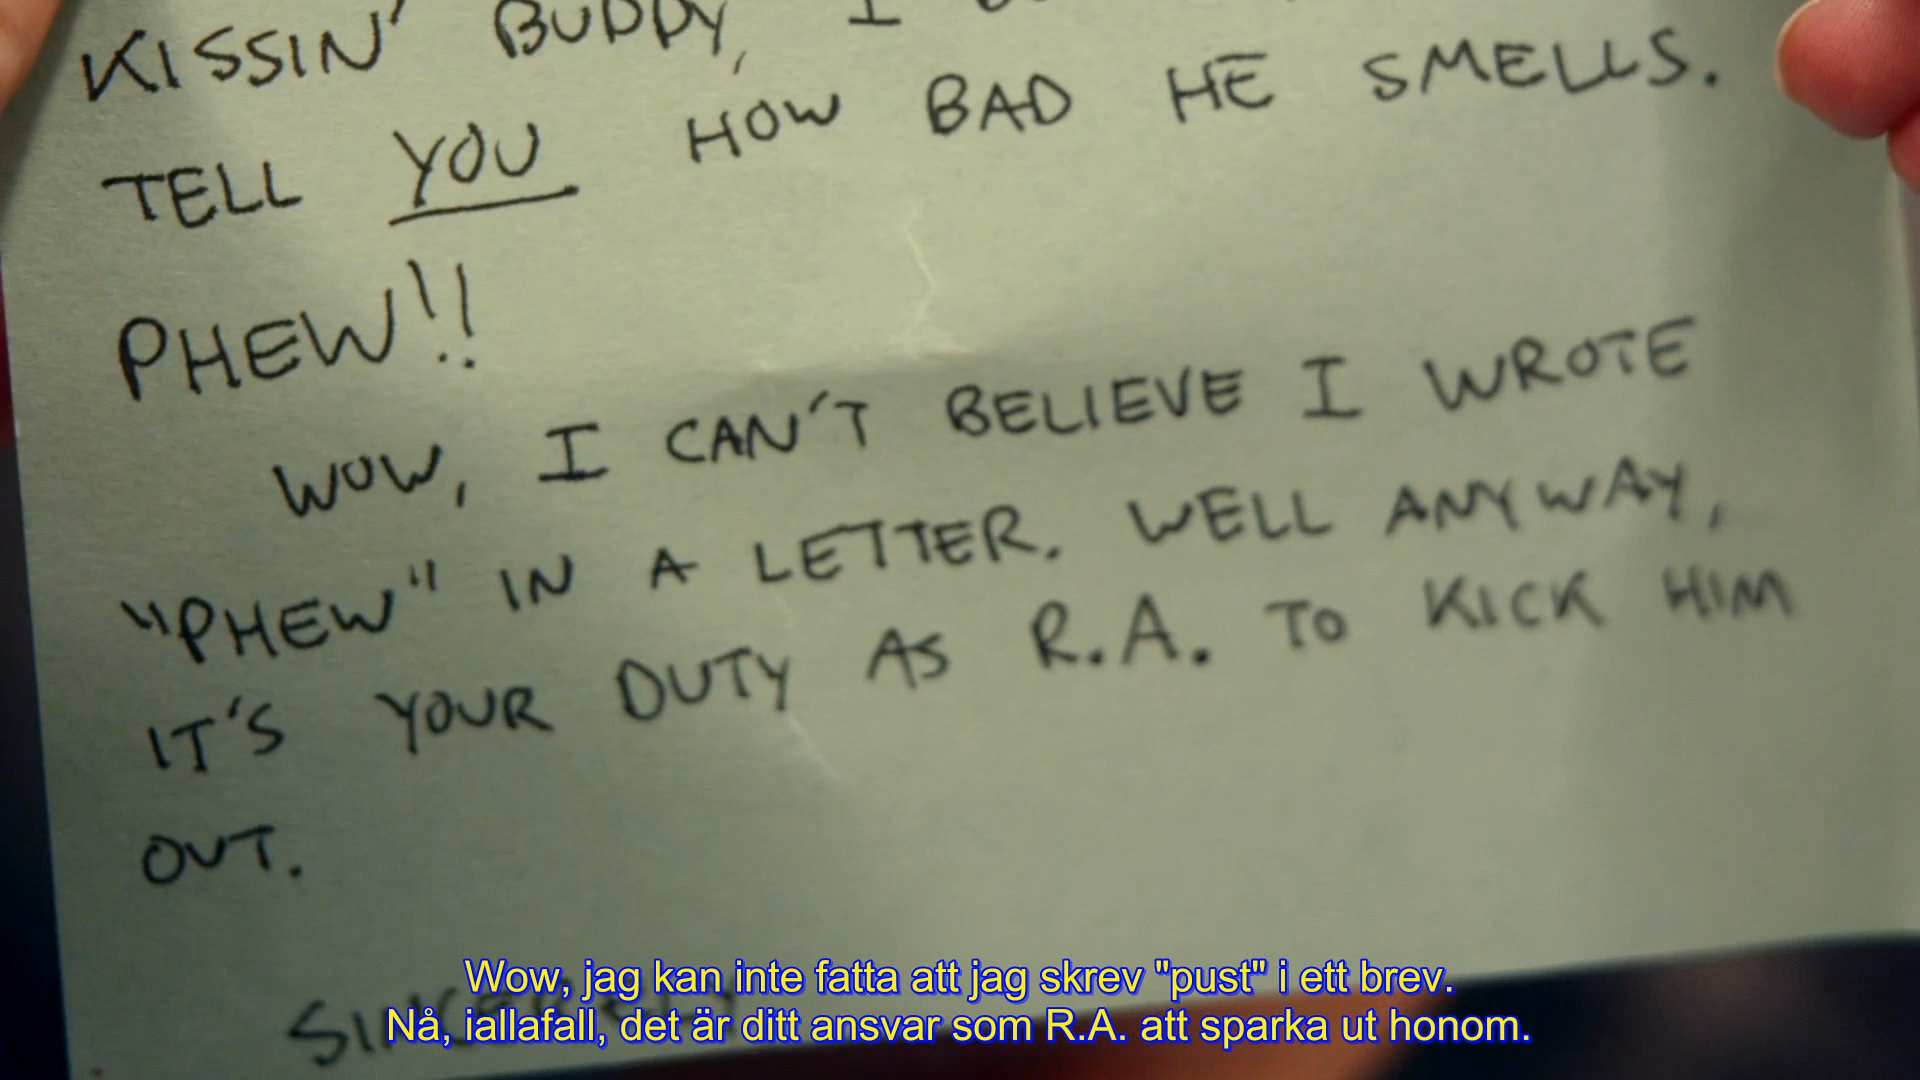 KISSIN' BUDDY, I
TELL YOU HOW BAD HE SMELLS.
PHEW!!
WOW, I CAN'T BELIEVE I WROTE
"PHEW" IN A LETTER. WELL ANYWAY,
IT'S YOUR DUTY AS R.A. TO KICK HIM
OUT.
Wow, jag kan inte fatta att jag skrev "pust" i ett brev.
Nå, iallafall, det är ditt ansvar som R.A. att sparka ut honom.